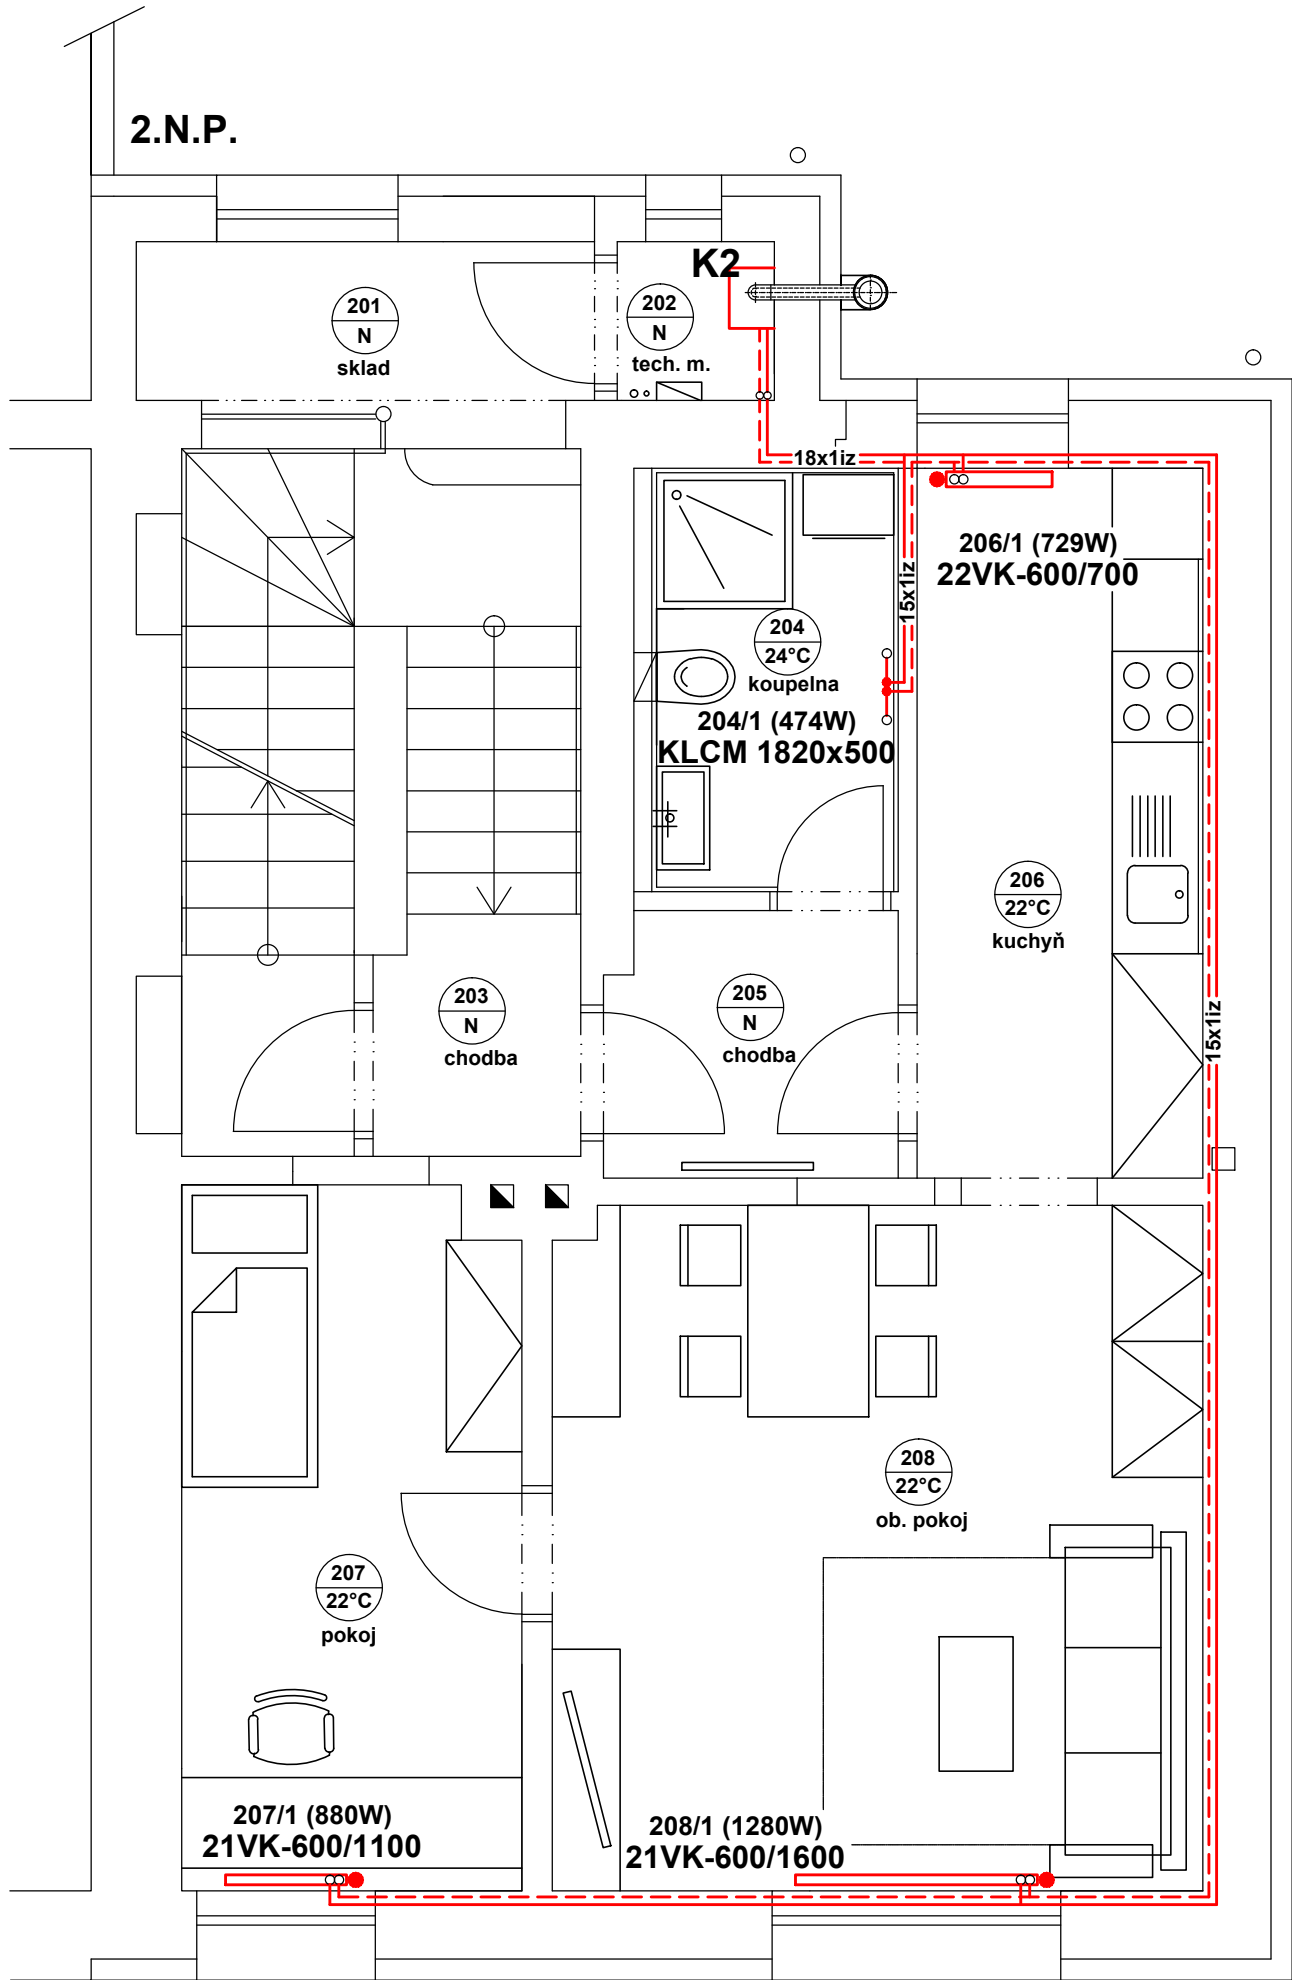 2.N.P.
K2
201
N
sklad
202
N
tech. m.
18x1iz
206/1 (729W)
22VK-600/700
15x1iz
204
24°C
koupelna
204/1 (474W)
KLCM 1820x500
206
22°C
kuchyň
203
N
chodba
205
N
chodba
15x1iz
208
22°C
ob. pokoj
207
22°C
pokoj
207/1 (880W)
21VK-600/1100
208/1 (1280W)
21VK-600/1600